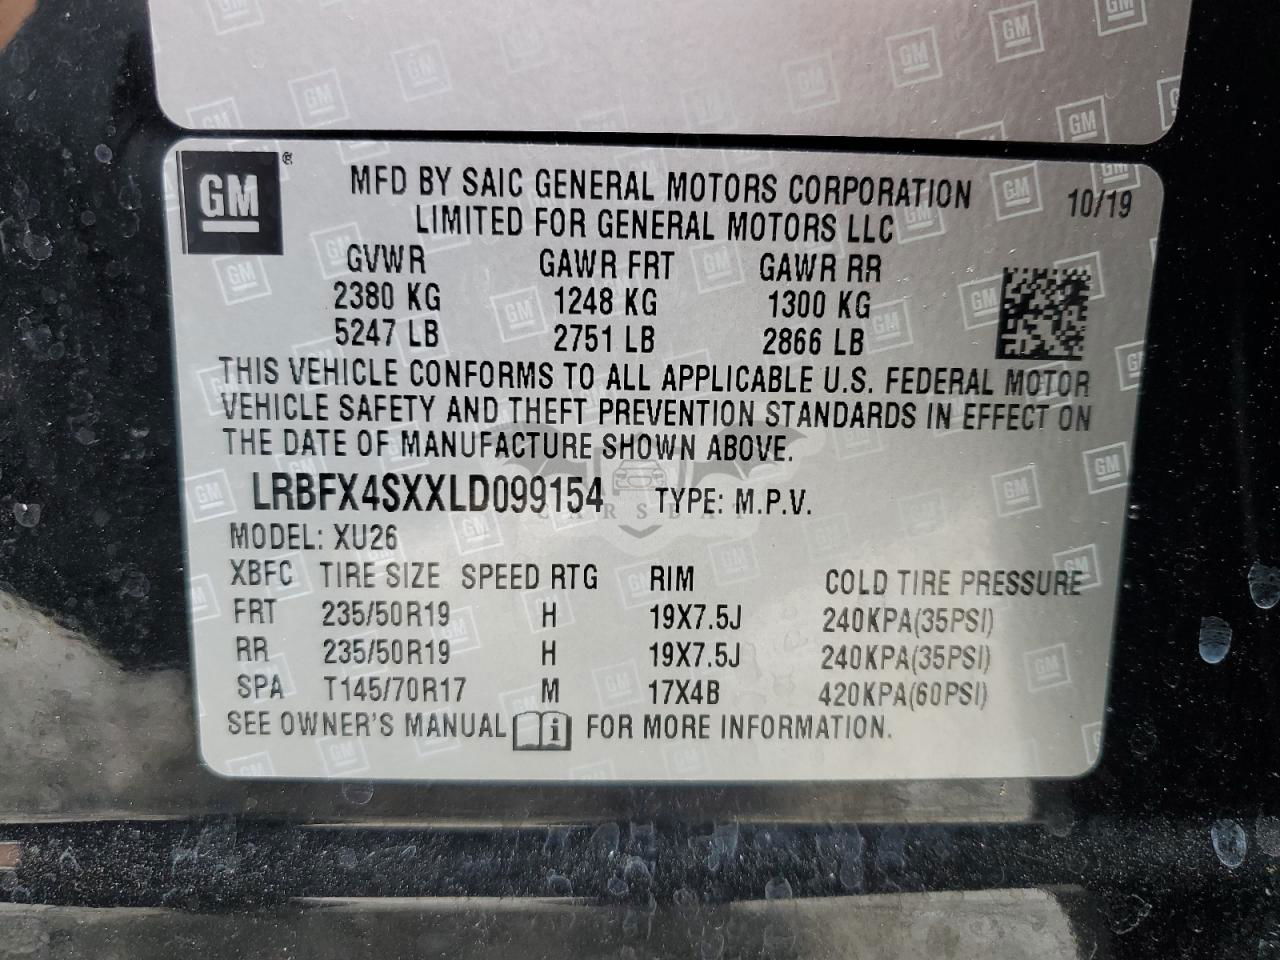 GM ® MFD BY SAIC GENERAL MOTORS CORPORATION 10/19
LIMITED FOR GENERAL MOTORS LLC
GVWR GAWR FRT GAWR RR
2380 KG 1248 KG 1300 KG
5247 LB 2751 LB 2866 LB
THIS VEHICLE CONFORMS TO ALL APPLICABLE U.S. FEDERAL MOTOR
VEHICLE SAFETY AND THEFT PREVENTION STANDARDS IN EFFECT ON
THE DATE OF MANUFACTURE SHOWN ABOVE.
LRBFX4SXXLD099154 TYPE: M.P.V.
MODEL: XU26
XBFC TIRE SIZE SPEED RTG RIM COLD TIRE PRESSURE
FRT 235/50R19 H 19X7.5J 240KPA(35PSI)
RR 235/50R19 H 19X7.5J 240KPA(35PSI)
SPA T145/70R17 M 17X4B 420KPA(60PSI)
SEE OWNER'S MANUAL i FOR MORE INFORMATION.